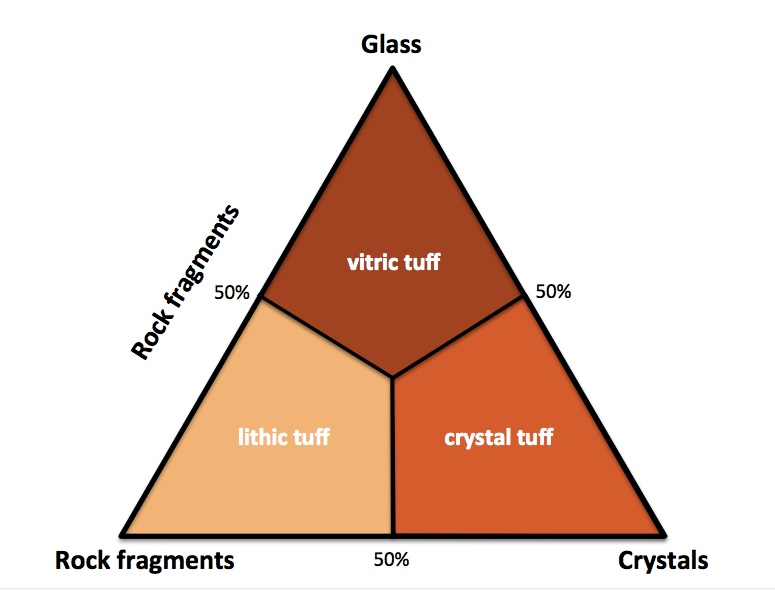 Glass
Rock fragments
vitric tuff
50%
50%
lithic tuff
crystal tuff
Rock fragments
50%
Crystals